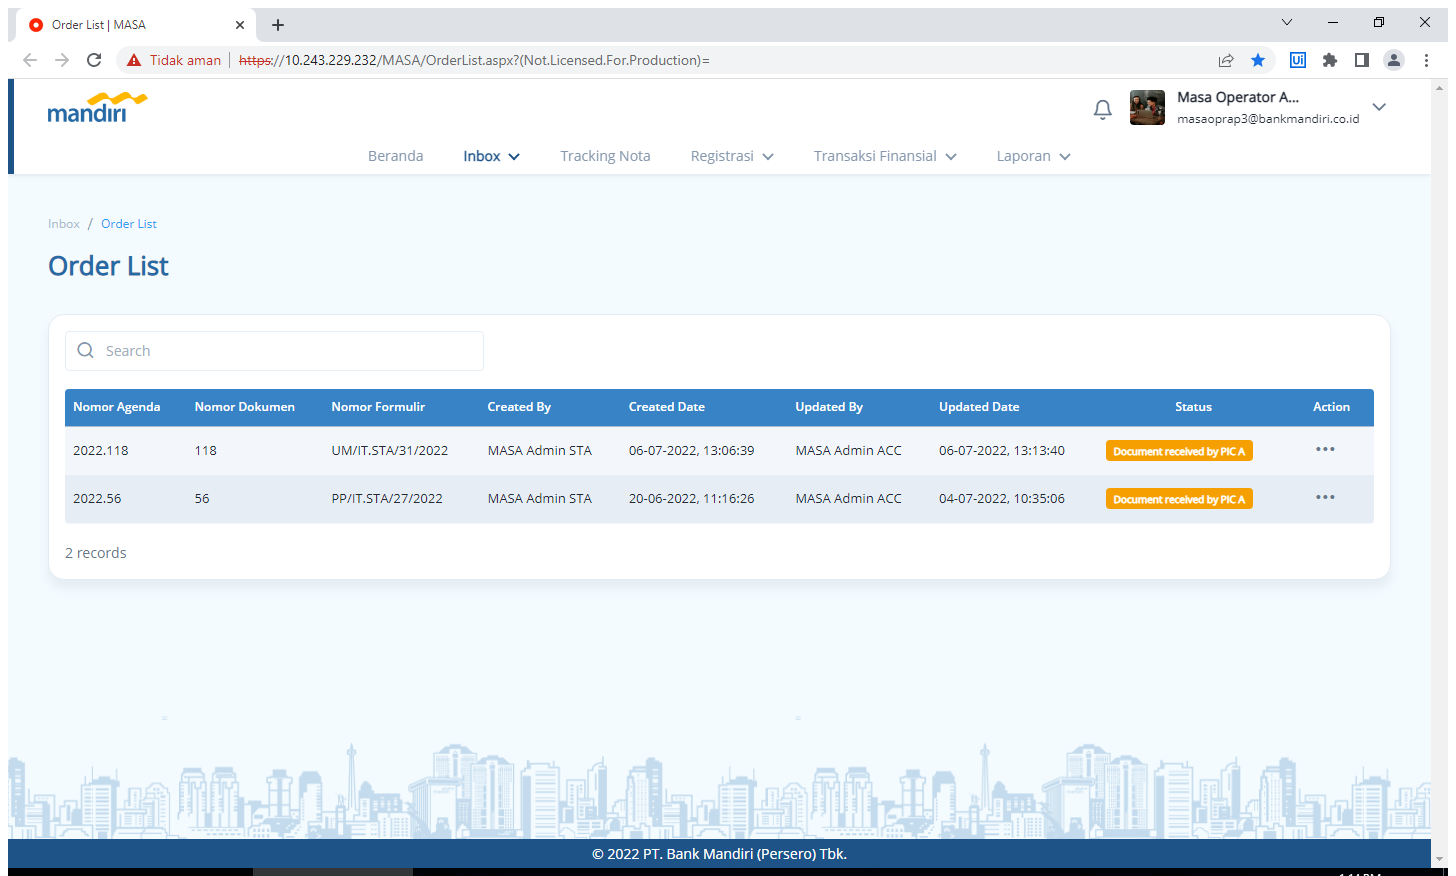 Order List | MASA
Tidak aman | https://10.243.229.232/MASA/OrderList.aspx?(Not.Licensed.For.Production)=
Ui
mandiri
Masa Operator A...
masaoprap3@bankmandiri.co.id
Beranda Inbox Tracking Nota Registrasi Transaksi Finansial Laporan
Inbox / Order List
Order List
Search
Nomor Agenda Nomor Dokumen Nomor Formulir Created By Created Date Updated By Updated Date Status Action
2022.118 118 UM/IT.STA/31/2022 MASA Admin STA 06-07-2022, 13:06:39 MASA Admin ACC 06-07-2022, 13:13:40 Document received by PIC A
2022.56 56 PP/IT.STA/27/2022 MASA Admin STA 20-06-2022, 11:16:26 MASA Admin ACC 04-07-2022, 10:35:06 Document received by PIC A
2 records
© 2022 PT. Bank Mandiri (Persero) Tbk.